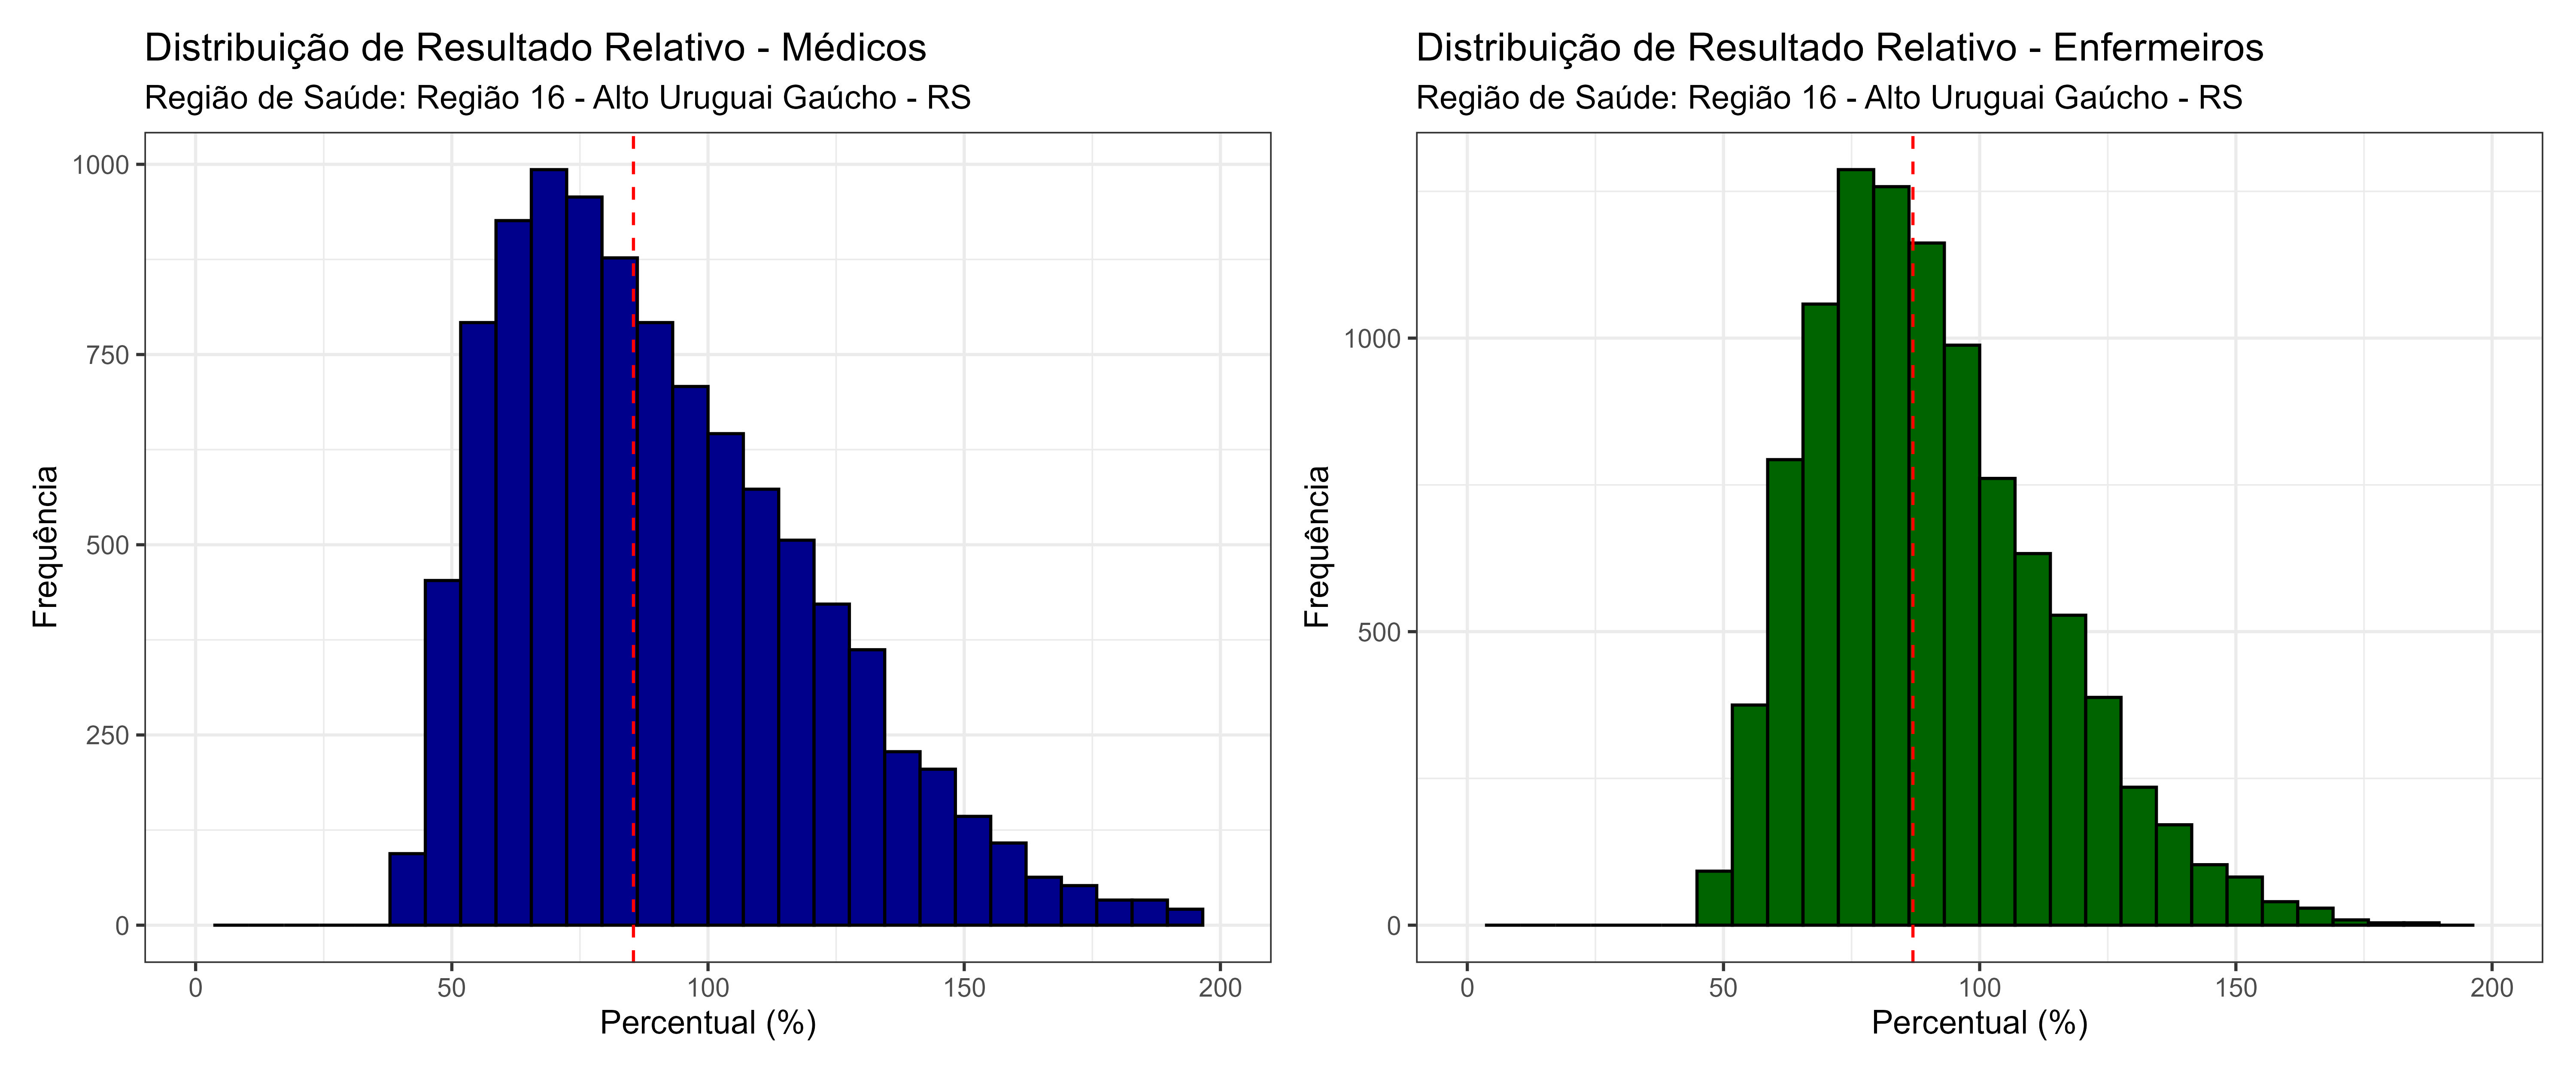 Distribuição de Resultado Relativo - Médicos
Região de Saúde: Região 16 - Alto Uruguai Gaúcho - RS
1000
750
500
250
0
Frequência
0 50 100 150 200
Percentual (%)
Distribuição de Resultado Relativo - Enfermeiros
Região de Saúde: Região 16 - Alto Uruguai Gaúcho - RS
1000
500
0
Frequência
0 50 100 150 200
Percentual (%)